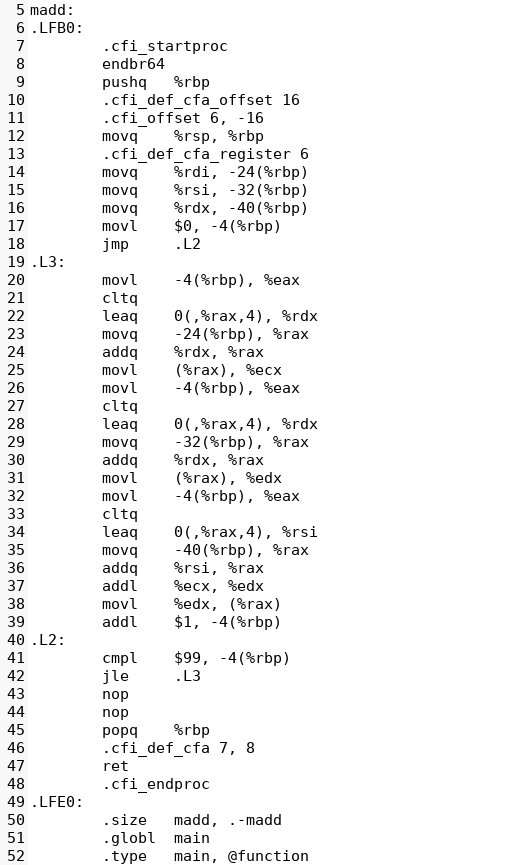 5 madd:
6 .LFB0:
7         .cfi_startproc
8         endbr64
9         pushq   %rbp
10         .cfi_def_cfa_offset 16
11         .cfi_offset 6, -16
12         movq    %rsp, %rbp
13         .cfi_def_cfa_register 6
14         movq    %rdi, -24(%rbp)
15         movq    %rsi, -32(%rbp)
16         movq    %rdx, -40(%rbp)
17         movl    $0, -4(%rbp)
18         jmp     .L2
19 .L3:
20         movl    -4(%rbp), %eax
21         cltq
22         leaq    0(,%rax,4), %rdx
23         movq    -24(%rbp), %rax
24         addq    %rdx, %rax
25         movl    (%rax), %ecx
26         movl    -4(%rbp), %eax
27         cltq
28         leaq    0(,%rax,4), %rdx
29         movq    -32(%rbp), %rax
30         addq    %rdx, %rax
31         movl    (%rax), %edx
32         movl    -4(%rbp), %eax
33         cltq
34         leaq    0(,%rax,4), %rsi
35         movq    -40(%rbp), %rax
36         addq    %rsi, %rax
37         addl    %ecx, %edx
38         movl    %edx, (%rax)
39         addl    $1, -4(%rbp)
40 .L2:
41         cmpl    $99, -4(%rbp)
42         jle     .L3
43         nop
44         nop
45         popq    %rbp
46         .cfi_def_cfa 7, 8
47         ret
48         .cfi_endproc
49 .LFE0:
50         .size   madd, .-madd
51         .globl  main
52         .type   main, @function